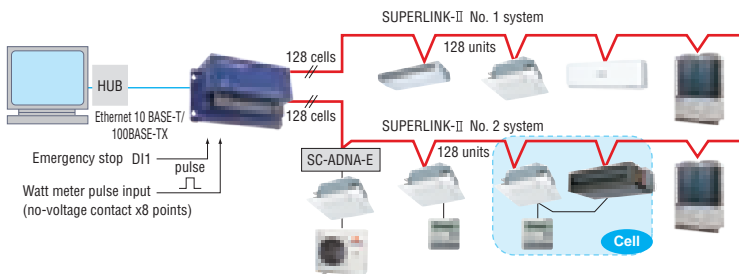 SUPERLINK-Ⅱ No. 1 system
128 cells
128 units
HUB
Ethernet 10 BASE-T/
100BASE-TX
128 cells
SUPERLINK-Ⅱ No. 2 system
Emergency stop DI1
pulse
SC-ADNA-E
128 units
Watt meter pulse input
(no-voltage contact x8 points)
Cell